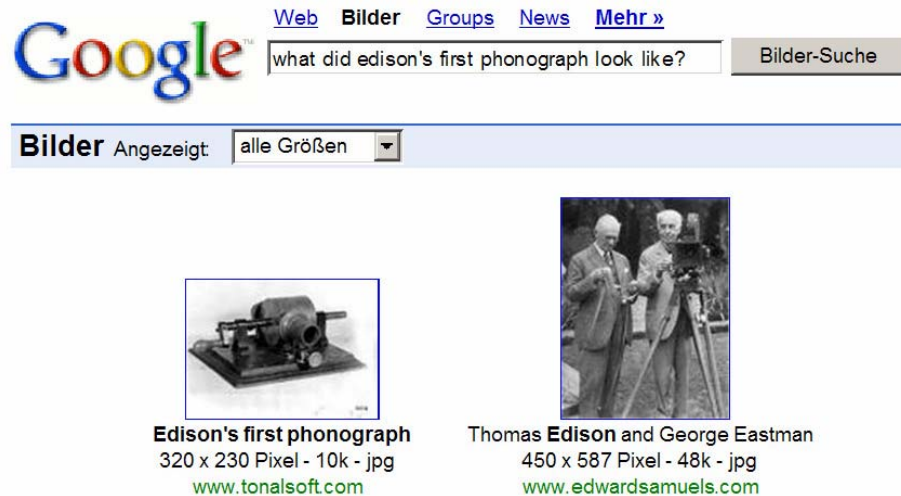 Web Bilder Groups News Mehr »
Google™
what did edison's first phonograph look like? Bilder-Suche
Bilder Angezeigt: alle Größen
Edison's first phonograph
320 x 230 Pixel - 10k - jpg
www.tonalsoft.com
Thomas Edison and George Eastman
450 x 587 Pixel - 48k - jpg
www.edwardsamuels.com